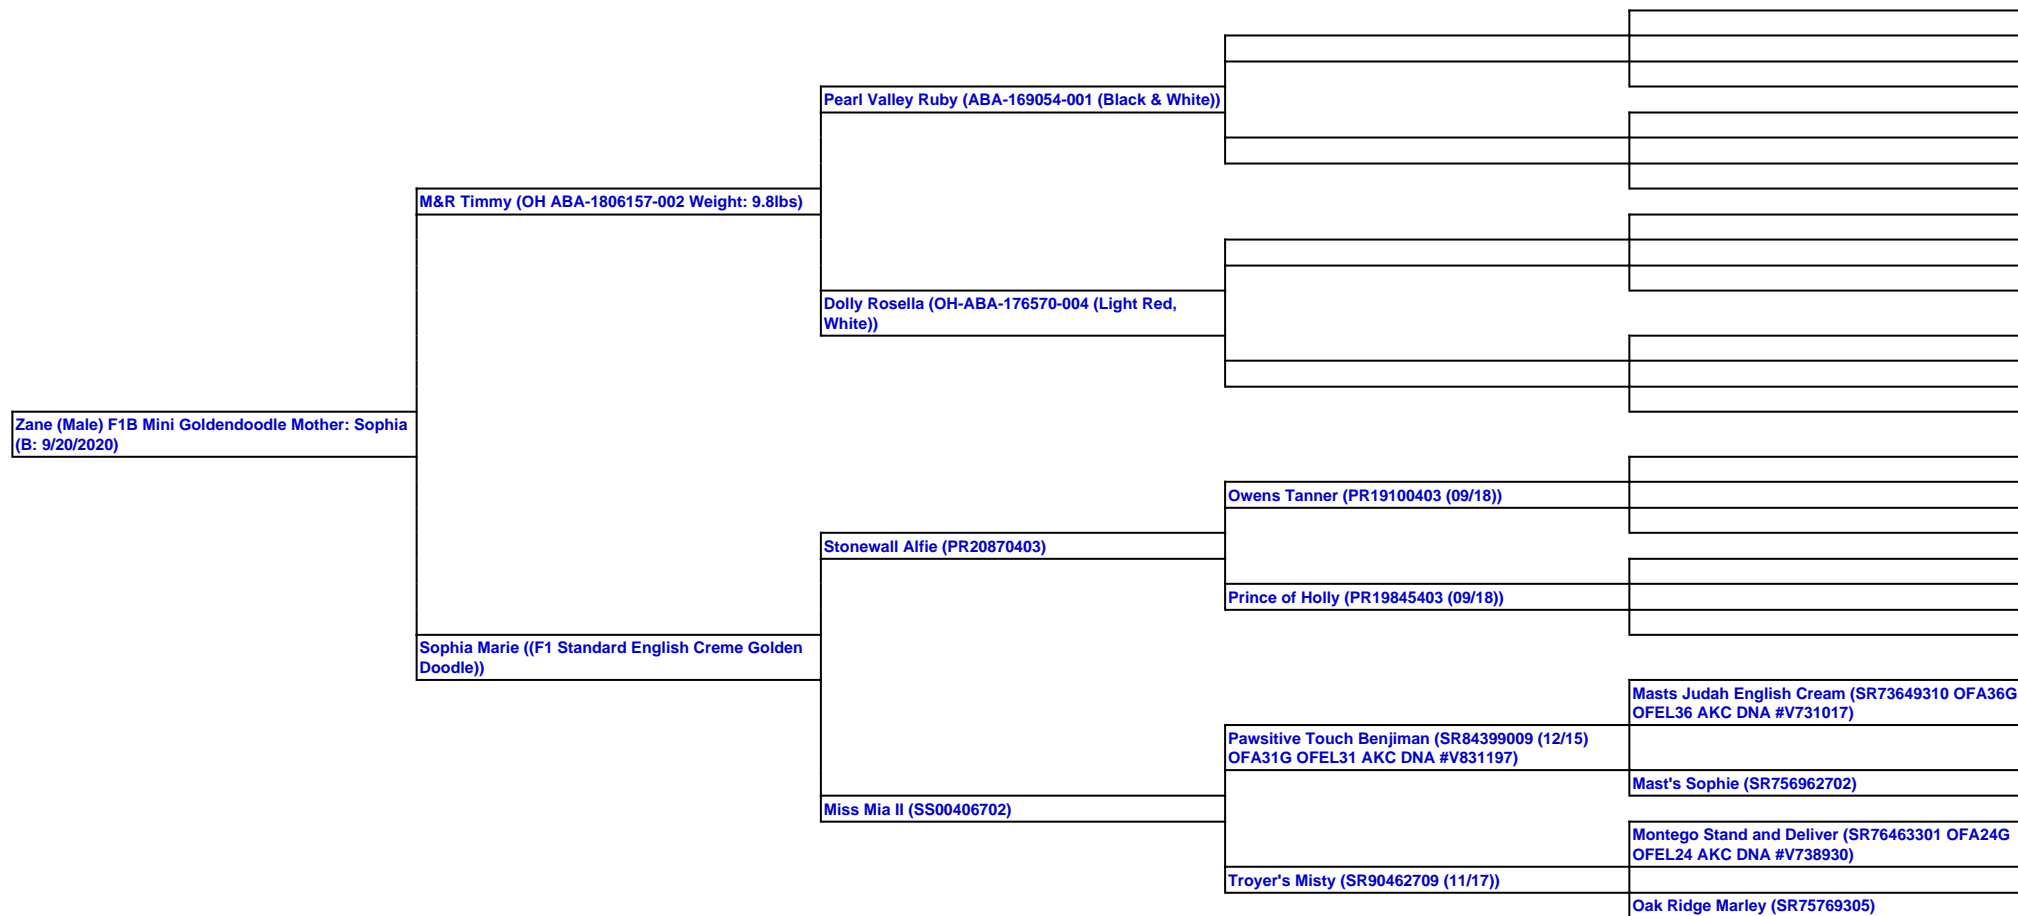 Pearl Valley Ruby (ABA-169054-001 (Black & White))
M&R Timmy (OH ABA-1806157-002 Weight: 9.8lbs)
Dolly Rosella (OH-ABA-176570-004 (Light Red,
White))
Zane (Male) F1B Mini Goldendoodle Mother: Sophia
(B: 9/20/2020)
Owens Tanner (PR19100403 (09/18))
Stonewall Alfie (PR20870403)
Prince of Holly (PR19845403 (09/18))
Sophia Marie ((F1 Standard English Creme Golden
Doodle))
Masts Judah English Cream (SR73649310 OFA36G
OFEL36 AKC DNA #V731017)
Pawsitive Touch Benjiman (SR84399009 (12/15)
OFA31G OFEL31 AKC DNA #V831197)
Mast's Sophie (SR756962702)
Miss Mia II (SS00406702)
Montego Stand and Deliver (SR76463301 OFA24G
OFEL24 AKC DNA #V738930)
Troyer's Misty (SR90462709 (11/17))
Oak Ridge Marley (SR75769305)